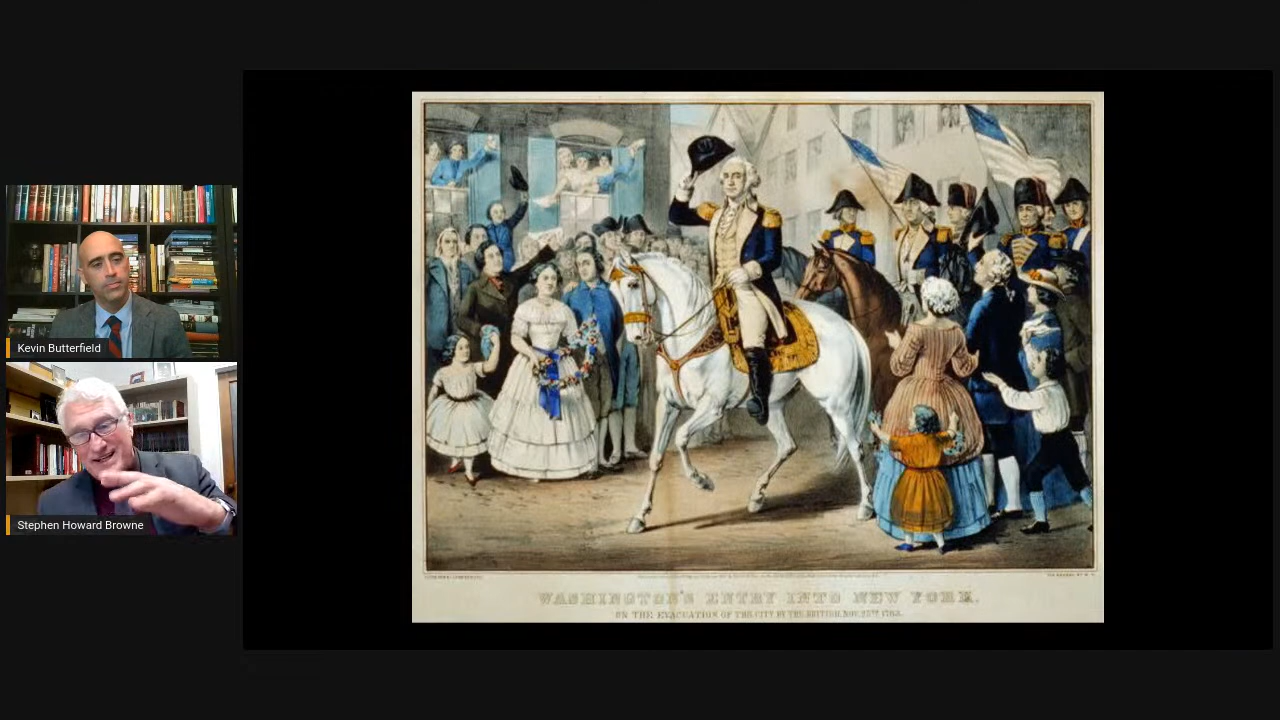 Kevin Butterfield
Stephen Howard Browne
WASHINGTON'S ENTRY INTO NEW YORK.
ON THE EVACUATION OF THE CITY BY THE BRITISH, NOV. 25TH 1783.